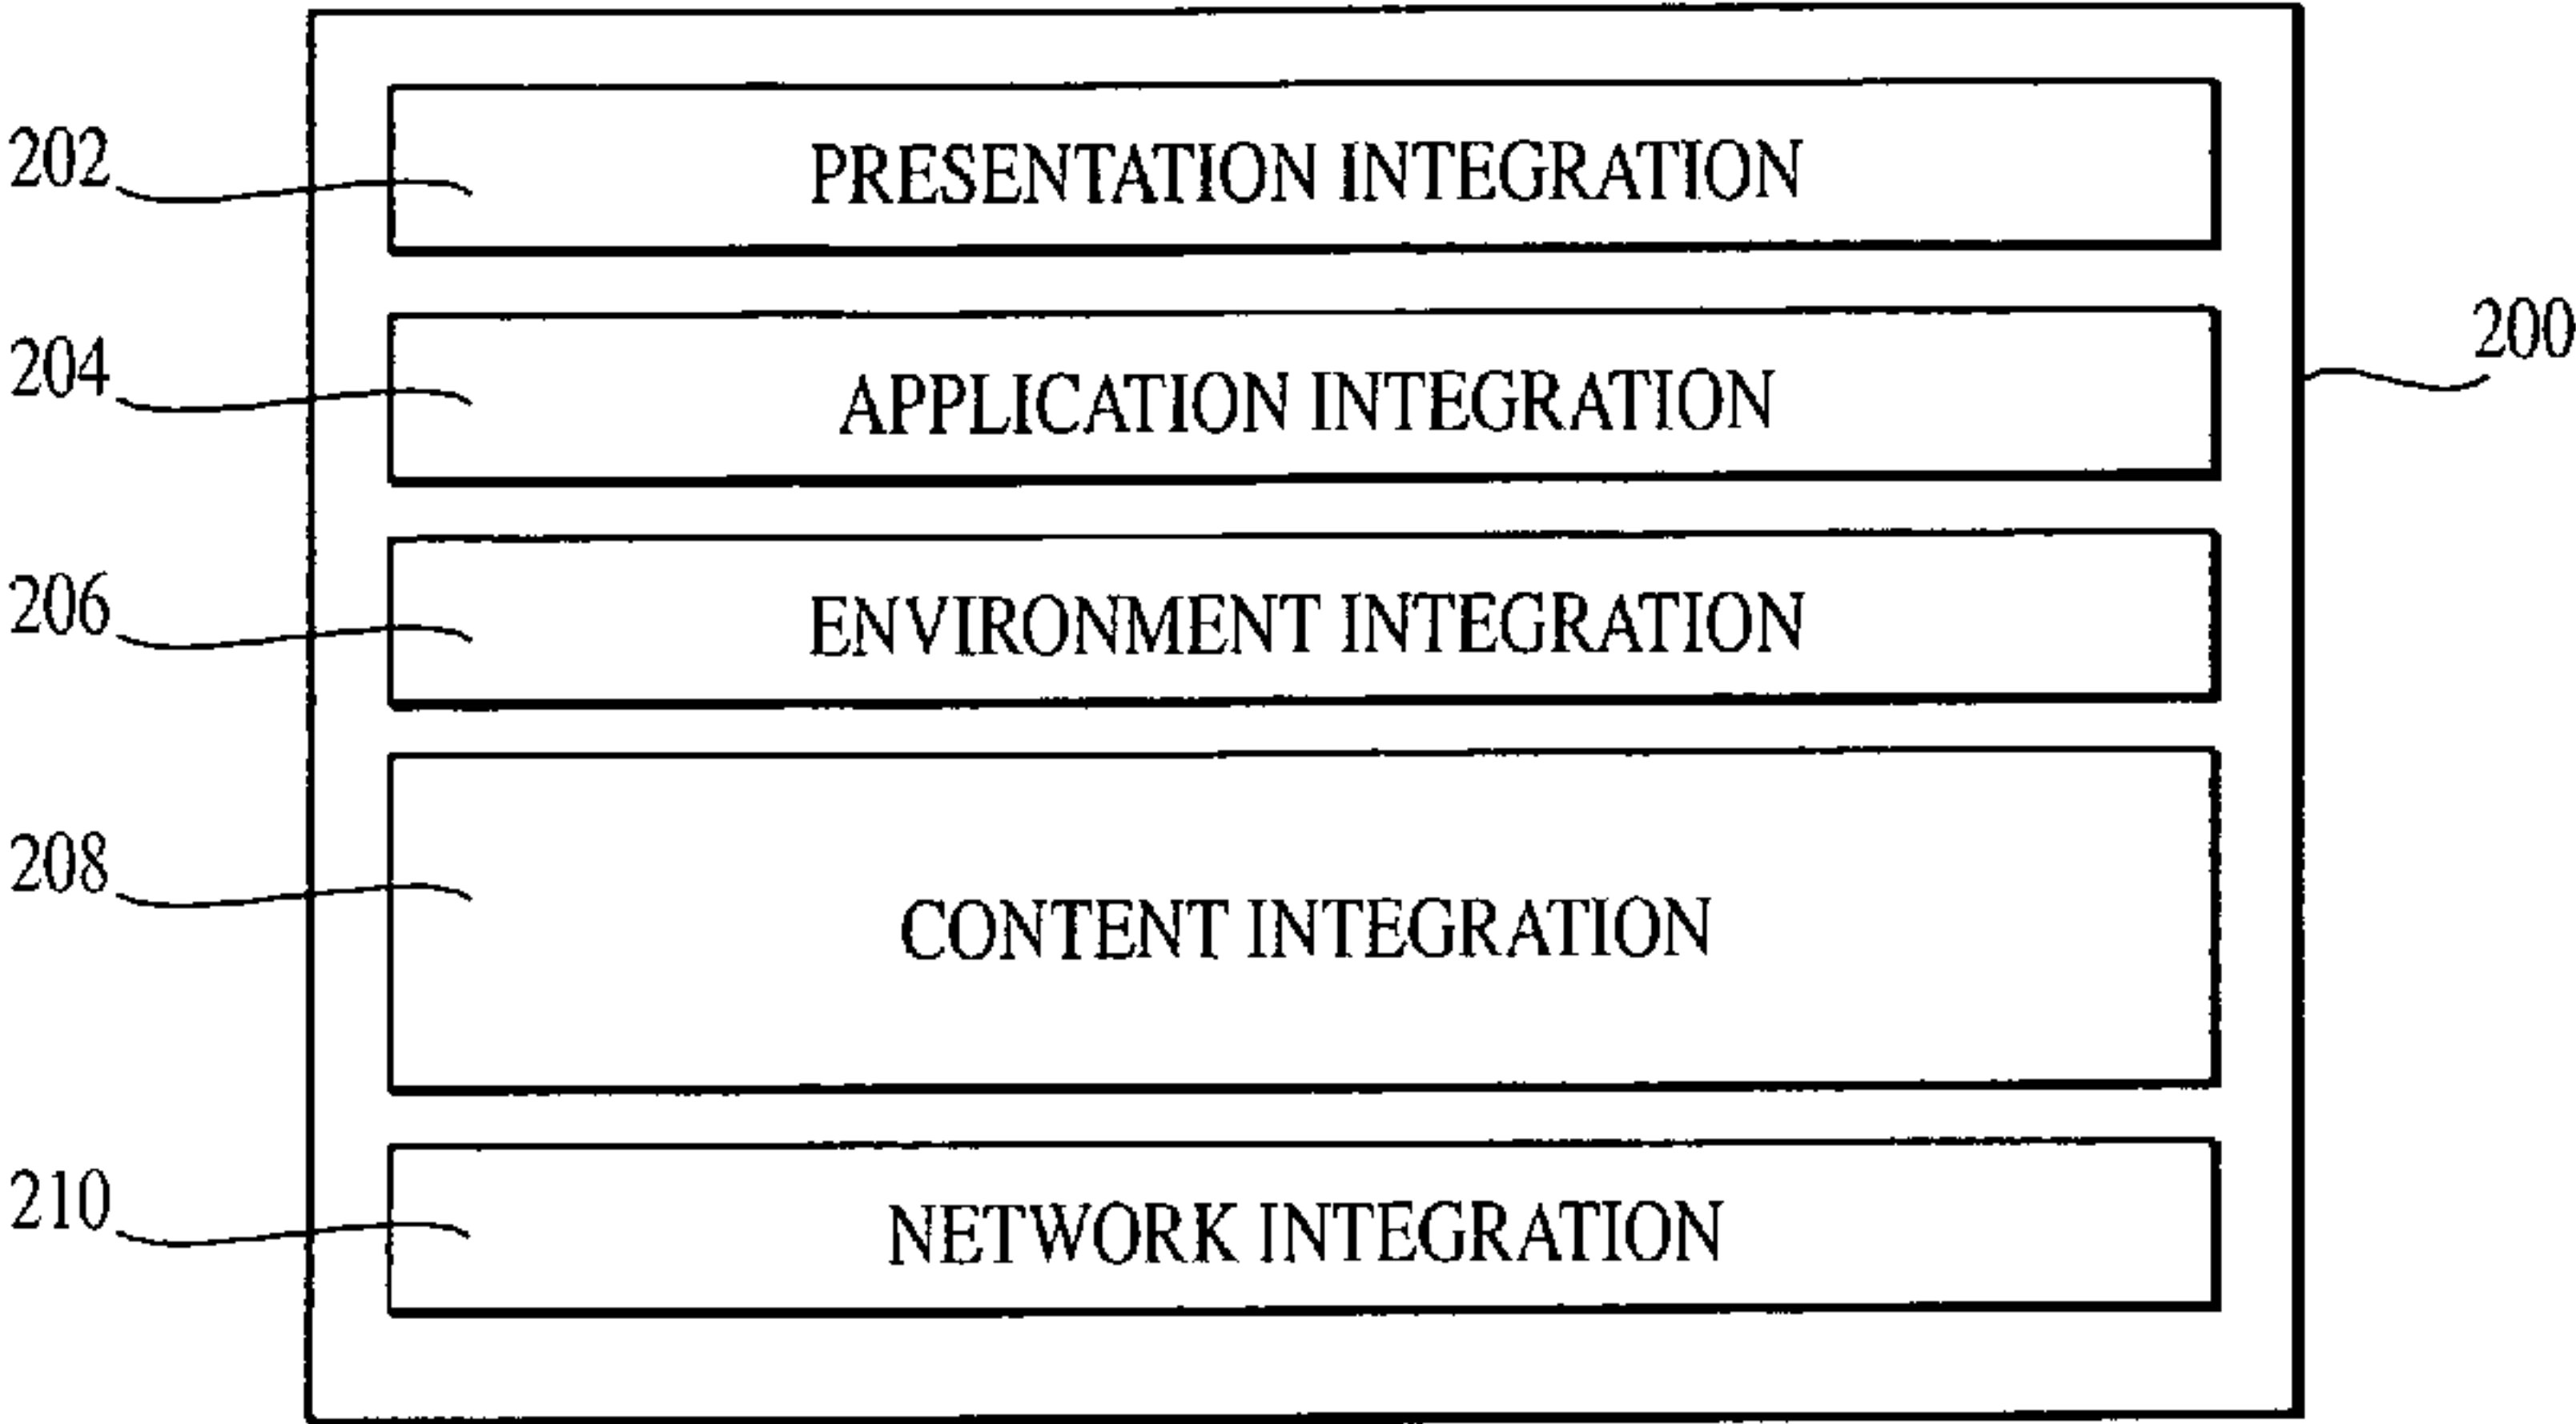 202
PRESENTATION INTEGRATION
204
APPLICATION INTEGRATION
200
206
ENVIRONMENT INTEGRATION
208
CONTENT INTEGRATION
210
NETWORK INTEGRATION